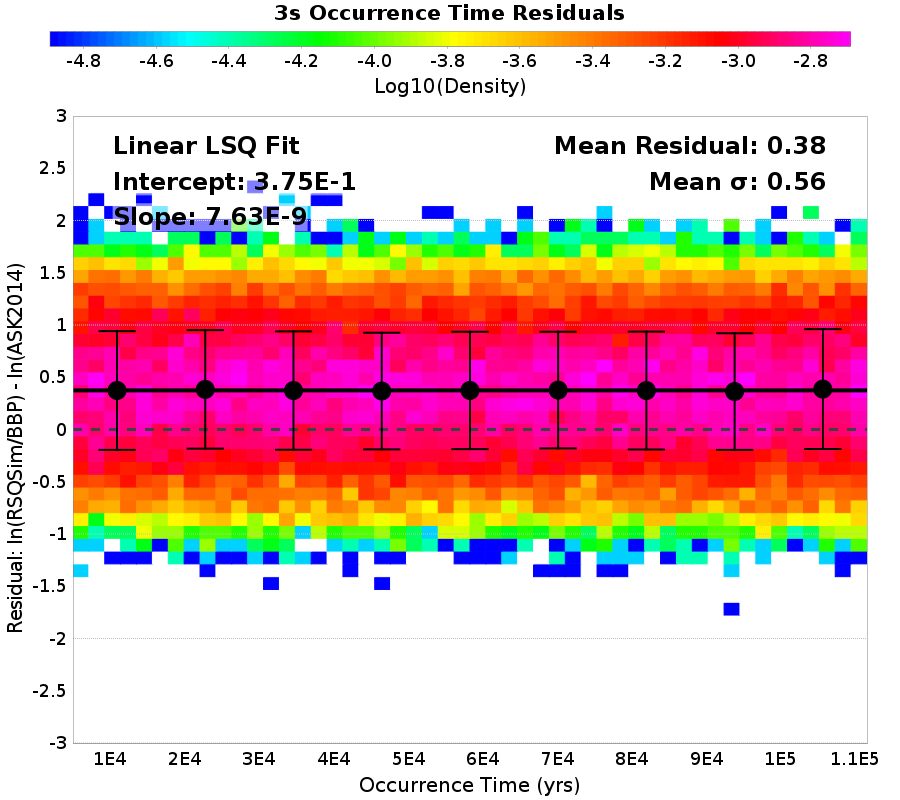 3s Occurrence Time Residuals
-4.8 -4.6 -4.4 -4.2 -4.0 -3.8 -3.6 -3.4 -3.2 -3.0 -2.8
Log10(Density)
Linear LSQ Fit
Intercept: 3.75E-1
Slope: 7.63E-9
Mean Residual: 0.38
Mean σ: 0.56
Residual: ln(RSQSim/BBP) - ln(ASK2014)
3
2.5
2
1.5
1
0.5
0
-0.5
-1
-1.5
-2
-2.5
-3
1E4 2E4 3E4 4E4 5E4 6E4 7E4 8E4 9E4 1E5 1.1E5
Occurrence Time (yrs)